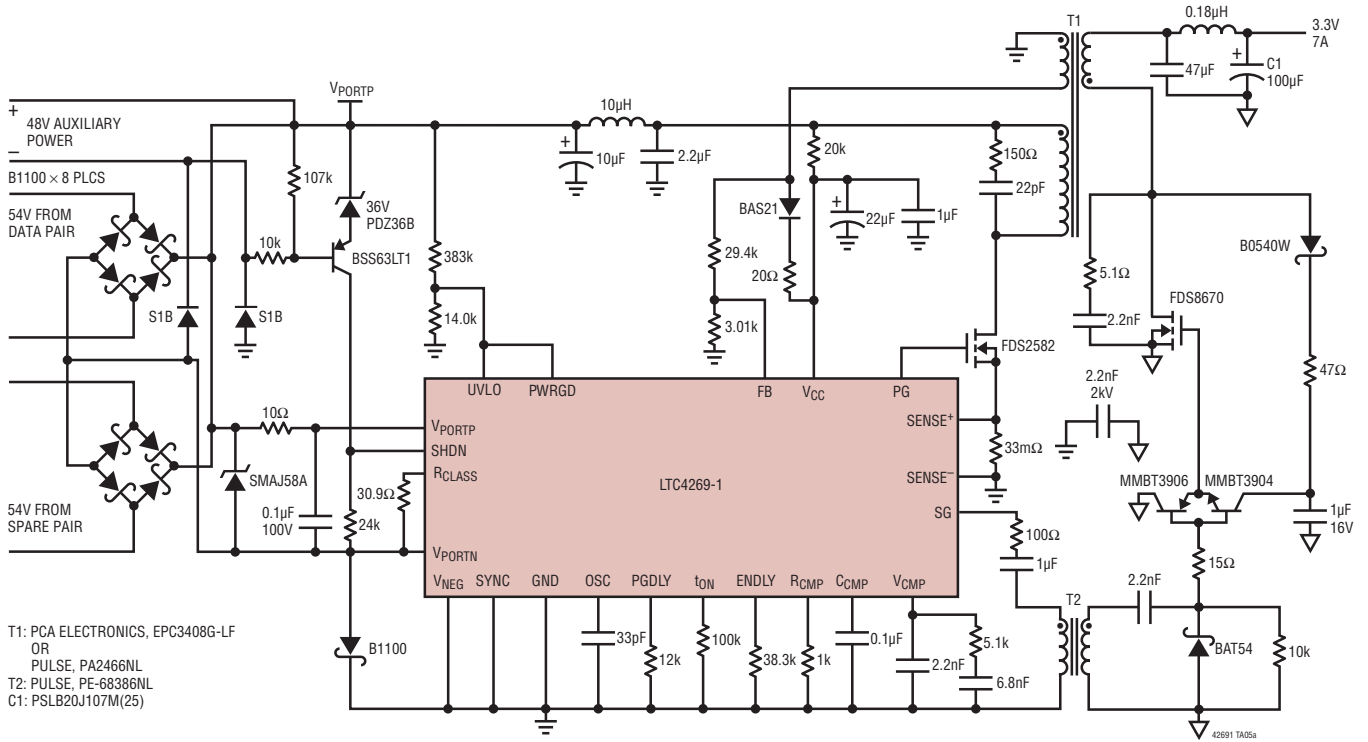 T1
0.18µH
3.3V
7A
47µF
+
C1
100µF
VPORTP
+
48V AUXILIARY
POWER
–
B1100 × 8 PLCS
54V FROM
DATA PAIR
107k
36V
PDZ36B
10k
BSS63LT1
S1B
S1B
10µH
+
10µF
2.2µF
383k
14.0k
20k
150Ω
22pF
BAS21
+
22µF
1µF
29.4k
20Ω
3.01k
FDS2582
B0540W
5.1Ω
2.2nF
FDS8670
47Ω
2.2nF
2kV
UVLO
PWRGD
FB
VCC
PG
10Ω
VPORTP
SHDN
RCLASS
SENSE+
33mΩ
SENSE–
LTC4269-1
SG
SMAJ58A
30.9Ω
0.1µF
100V
24k
54V FROM
SPARE PAIR
VPORTN
MMBT3906
MMBT3904
1µF
16V
100Ω
1µF
15Ω
VNEG
SYNC
GND
OSC
PGDLY
tON
ENDLY
RCMP
CCMP
VCMP
T2
2.2nF
33pF
12k
100k
38.3k
1k
0.1µF
2.2nF
5.1k
6.8nF
BAT54
10k
B1100
T1: PCA ELECTRONICS, EPC3408G-LF
OR
PULSE, PA2466NL
T2: PULSE, PE-68386NL
C1: PSLB20J107M(25)
42691 TA05a